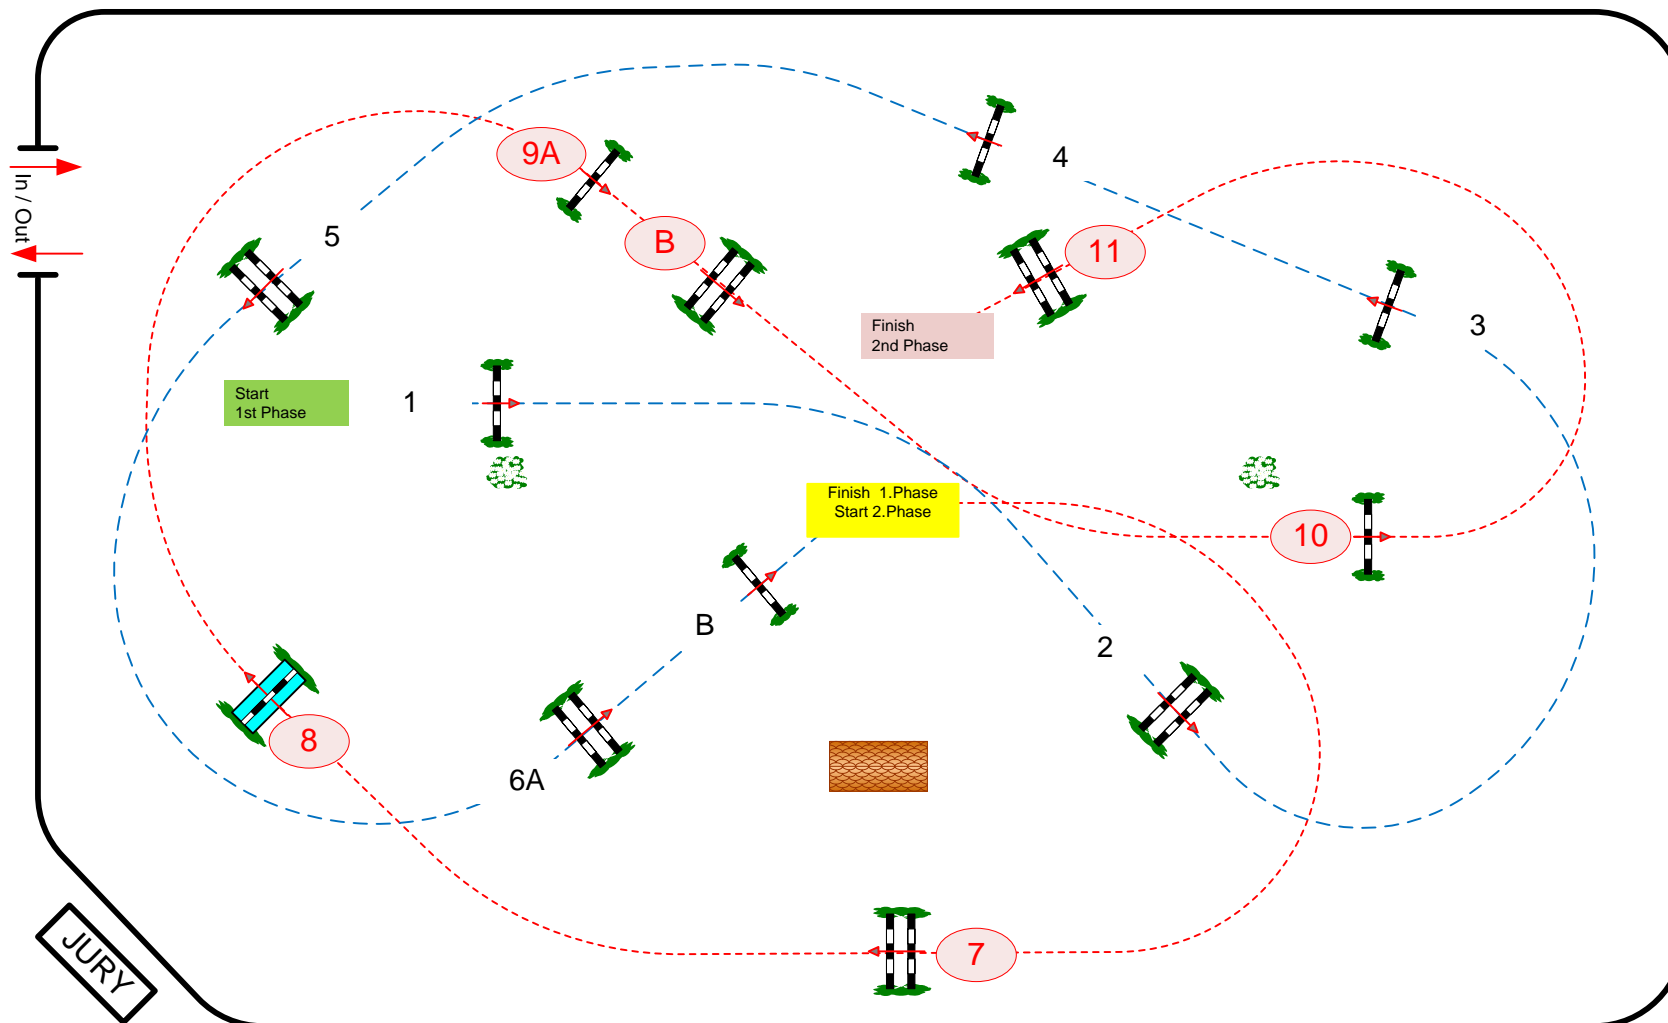 4
9A
In / Out
5
B
11
3
Finish
2nd Phase
Start
1st Phase
1
Finish 1.Phase
Start 2.Phase
10
B
2
8
6A
7
JURY